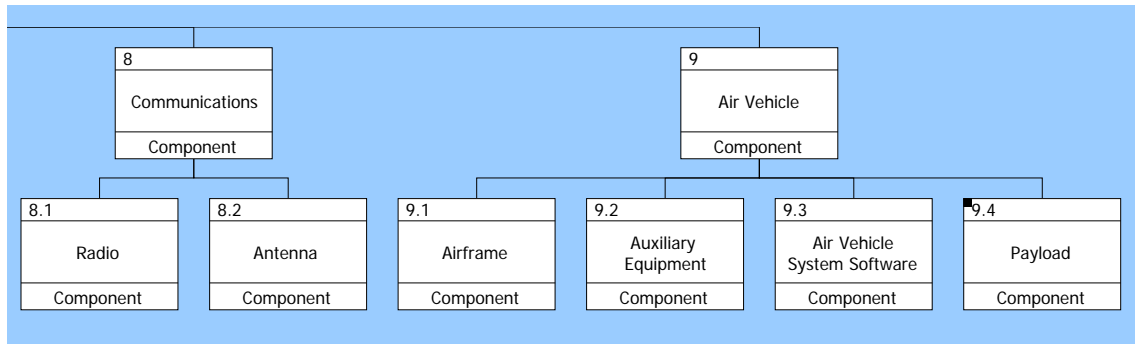 8
Communications
Component
9
Air Vehicle
Component
8.1
Radio
Component
8.2
Antenna
Component
9.1
Airframe
Component
9.2
Auxiliary
Equipment
Component
9.3
Air Vehicle
System Software
Component
9.4
Payload
Component